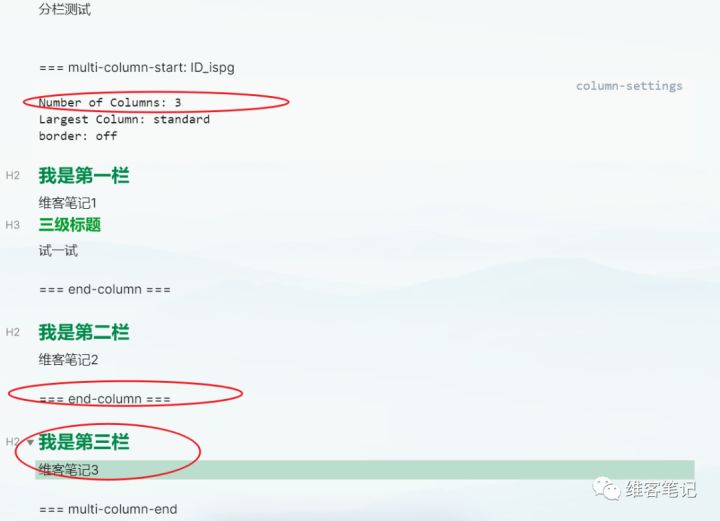 分栏测试
=== multi-column-start: ID_ispg
column-settings
Number of Columns: 3
Largest Column: standard
border: off
H2 我是第一栏
维客笔记1
H3 三级标题
试一试
=== end-column ===
H2 我是第二栏
维客笔记2
=== end-column ===
H2 我是第三栏
维客笔记3
维客笔记
=== multi-column-end